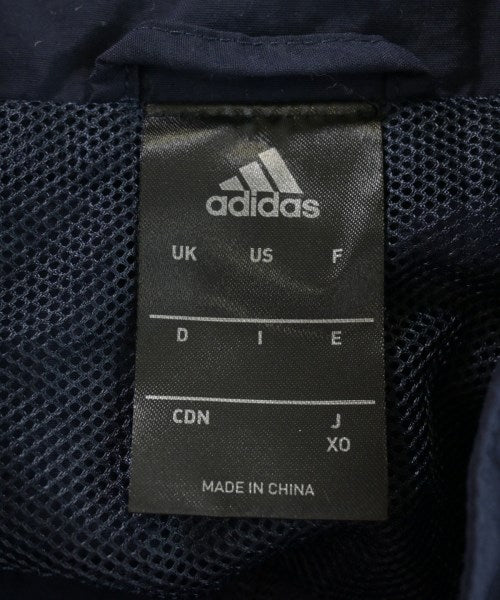 adidas
UK US F
D I E
CDN J
XO
MADE IN CHINA